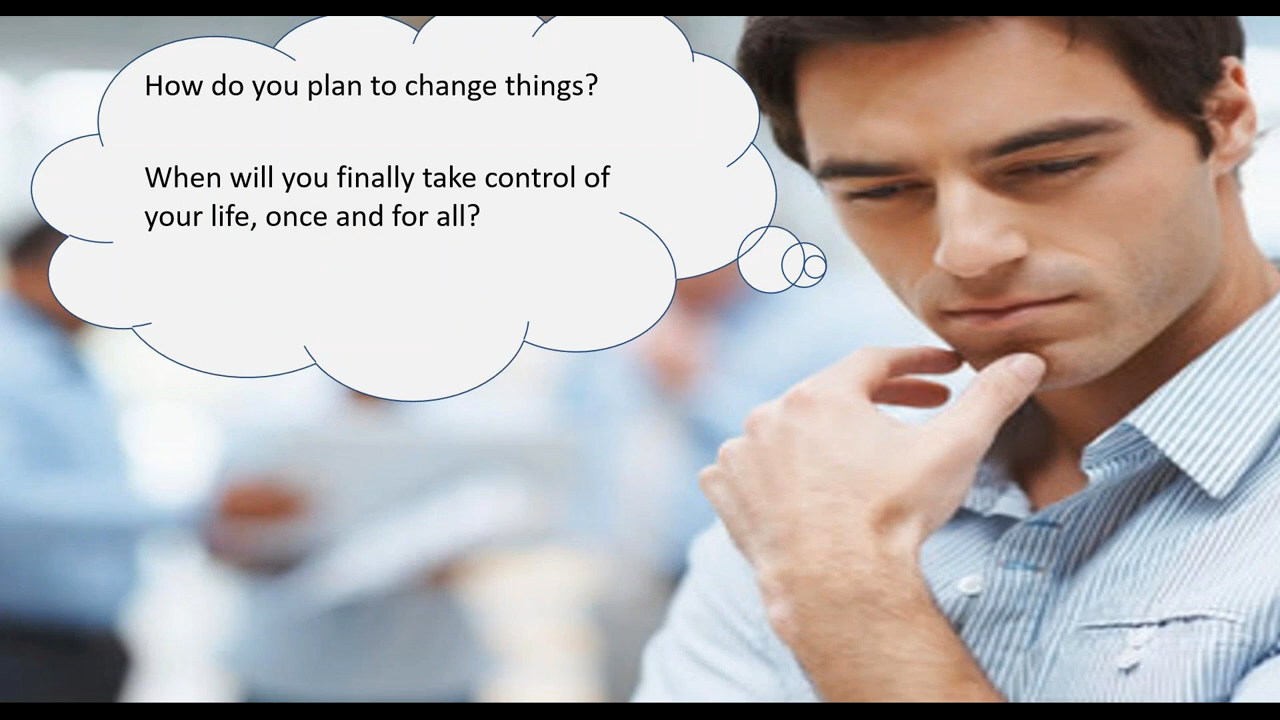 How do you plan to change things?
When will you finally take control of
your life, once and for all?